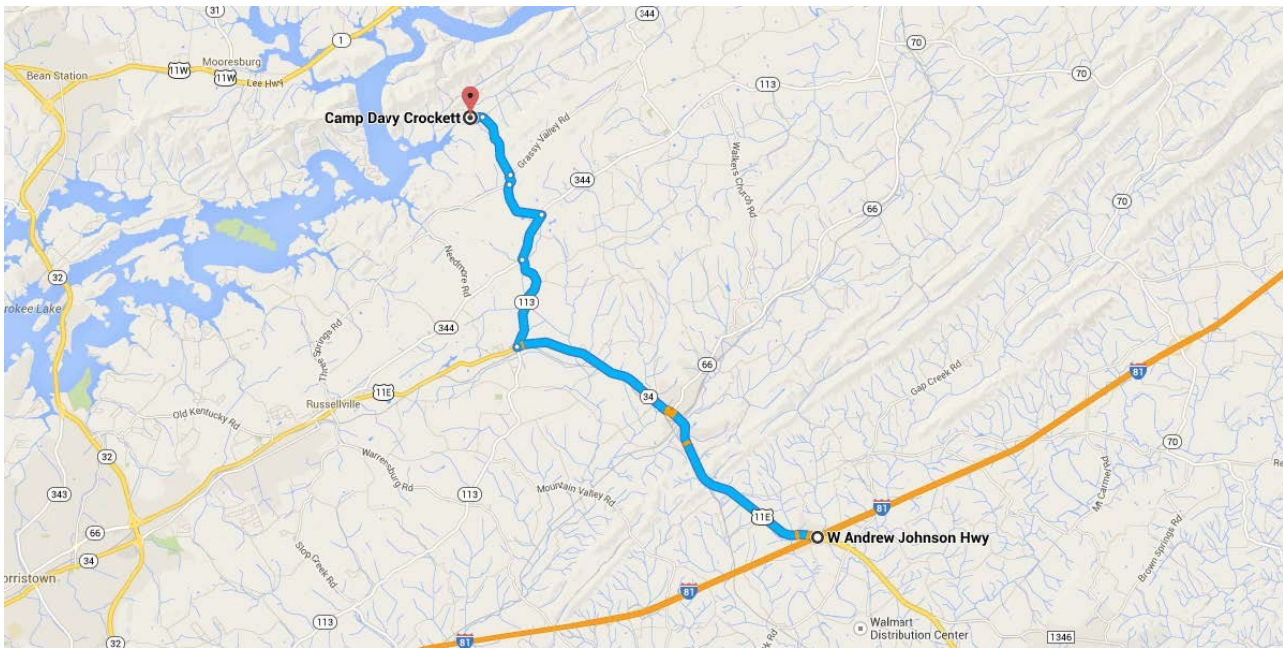 31
344
70
1
Mooresburg
11W
11W
Bean Station
Lee Hwy
70
113
Camp Davy Crockett
Grassy Valley Rd
Walkers Church Rd
344
70
66
Needmore Rd
32
113
Three Springs Rd
344
66
81
Gap Creek Rd
11E
34
Russellville
Old Kentucky Rd
Warrensburg Rd
32
343
113
Mountain Valley Rd
70
Mt Carmel Rd
81
11E
66
34
W Andrew Johnson Hwy
Stop Creek Rd
Brown Springs Rd
81
113
Walmart
Distribution Center
1346
32